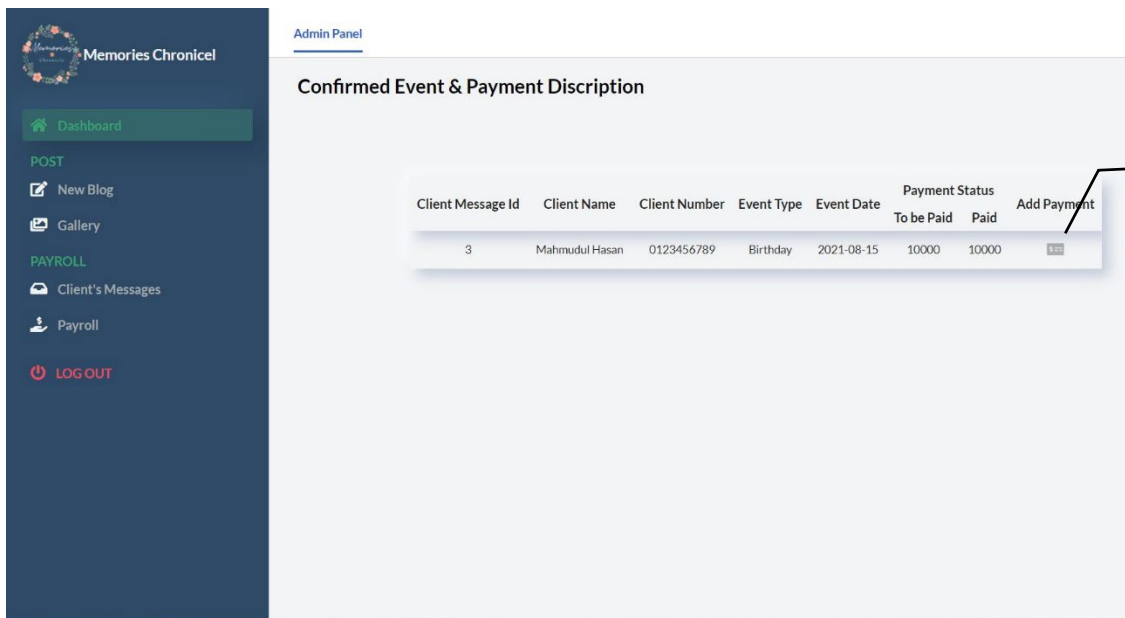 Memories
Chronicle
Memories Chronicel
Dashboard
POST
New Blog
Gallery
PAYROLL
Client's Messages
Payroll
LOG OUT
Admin Panel
Confirmed Event & Payment Discription
Client Message Id Client Name Client Number Event Type Event Date Payment Status Add Payment
To be Paid Paid
3 Mahmudul Hasan 0123456789 Birthday 2021-08-15 10000 10000